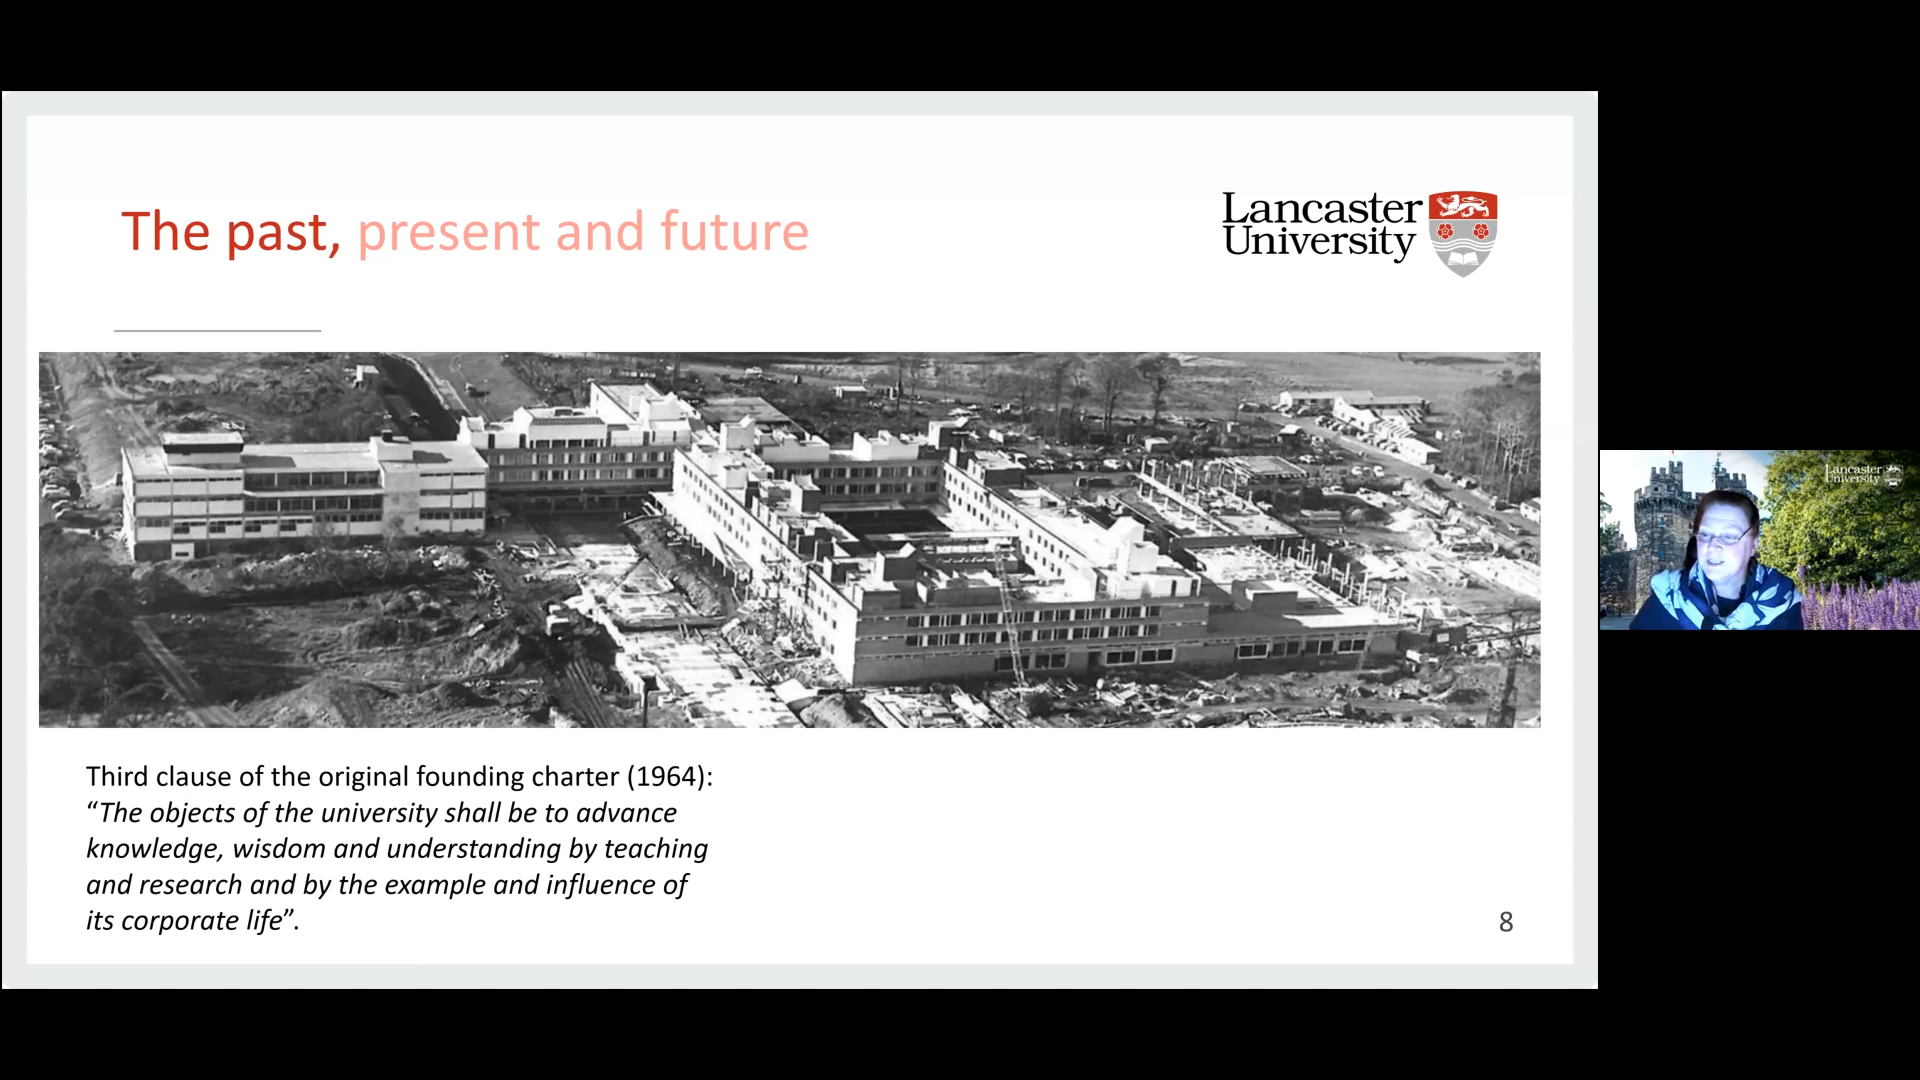 The past, present and future
Lancaster
University
Third clause of the original founding charter (1964):
“The objects of the university shall be to advance
knowledge, wisdom and understanding by teaching
and research and by the example and influence of
its corporate life”.
8
Lancaster
University